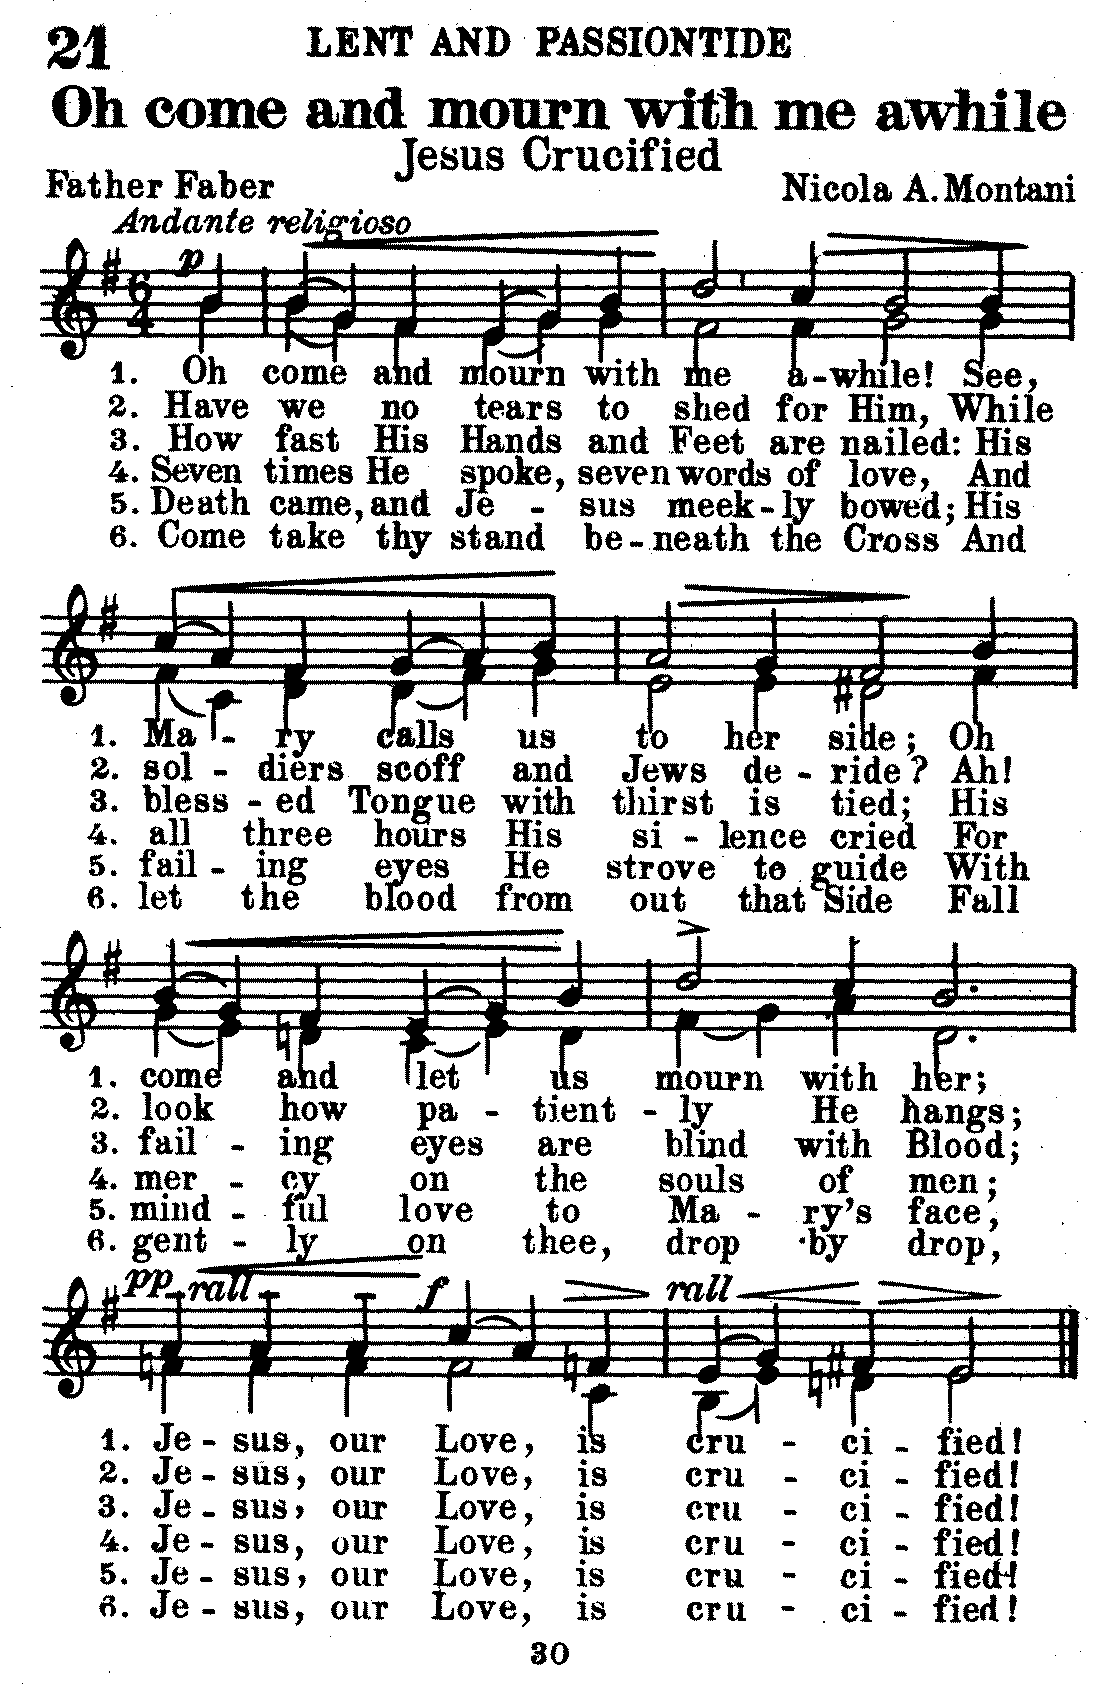 21
LENT AND PASSIONTIDE
Oh come and mourn with me awhile
Jesus Crucified
Father Faber
Nicola A. Montani
Andante religioso
p
6
4
1. Oh come and mourn with me a-while! See,
2. Have we no tears to shed for Him, While
3. How fast His Hands and Feet are nailed: His
4. Seven times He spoke, seven words of love, And
5. Death came, and Je - sus meek-ly bowed; His
6. Come take thy stand be-neath the Cross And
1. Ma - ry calls us to her side; Oh
2. sol - diers scoff and Jews de - ride? Ah!
3. bless - ed Tongue with thirst is tied; His
4. all three hours His si - lence cried For
5. fail - ing eyes He strove to guide With
6. let the blood from out that Side Fall
1. come and let us mourn with her;
2. look how pa - tient - ly He hangs;
3. fail - ing eyes are blind with Blood;
4. mer - cy on the souls of men;
5. mind - ful love to Ma - ry's face,
6. gent - ly on thee, drop by drop,
pp rall f rall
1. Je - sus, our Love, is cru - ci - fied!
2. Je - sus, our Love, is cru - ci - fied!
3. Je - sus, our Love, is cru - ci - fied!
4. Je - sus, our Love, is cru - ci - fied!
5. Je - sus, our Love, is cru - ci - fied!
6. Je - sus, our Love, is cru - ci - fied!
30